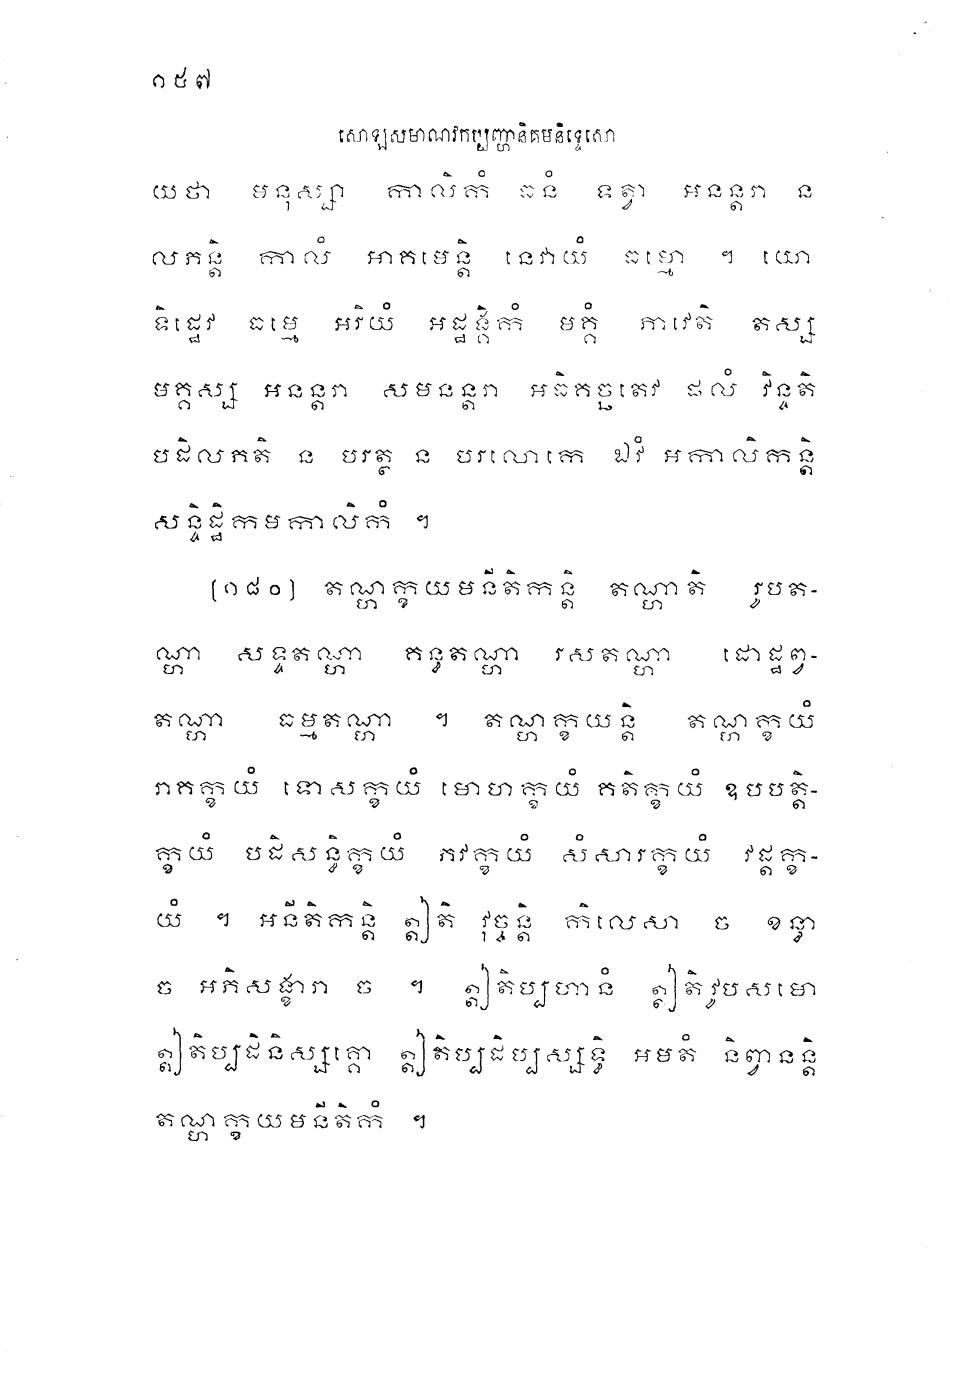 ១៥៧
សោឡសមាណវកប្បញ្ហានិគមនិទ្ទេសោ
យថា មនុស្សា កាលិកំ ធនំ ទត្វា អនន្តរា ន
លភន្តិ កាលំ អាគមេន្តិ នេវាយំ ធម្មោ ។ យោ
ទិដ្ឋេវ ធម្មេ អរិយំ អដ្ឋង្គិកំ មគ្គំ ភាវេតិ តស្ស
មគ្គស្ស អនន្តរា សមនន្តរា អធិគច្ឆតេវ ផលំ វិន្ទតិ
បដិលភតិ ន បរត្ថ ន បរលោកេ ឯវំ អកាលិកន្តិ
សន្ទិដ្ឋិកមកាលិកំ ។
[១៨០] តណ្ហក្ខយមនីតិកន្តិ តណ្ហាតិ រូបត-
ណ្ហា សទ្ទតណ្ហា គន្ធតណ្ហា រសតណ្ហា ផោដ្ឋព្វ-
តណ្ហា ធម្មតណ្ហា ។ តណ្ហក្ខយន្តិ តណ្ហក្ខយំ
រាគក្ខយំ ទោសក្ខយំ មោហក្ខយំ គតិក្ខយំ ឧបបត្តិ-
ក្ខយំ បដិសន្ធិក្ខយំ ភវក្ខយំ សំសារក្ខយំ វដ្តក្ខ-
យំ ។ អនីតិកន្តិ ឦតិ វុច្ចន្តិ កិលេសា ច ខន្ធា
ច អភិសង្ខារា ច ។ ឦតិប្បហានំ ឦតិវូបសមោ
ឦតិប្បដិនិស្សគ្គោ ឦតិប្បដិប្បស្សទ្ធិ អមតំ និព្វានន្តិ
តណ្ហក្ខយមនីតិកំ ។